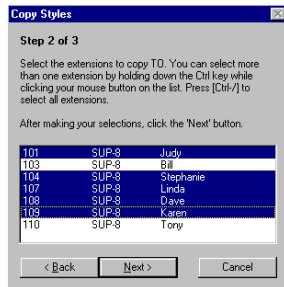 Copy Styles
Step 2 of 3
Select the extensions to copy TO. You can select more
than one extension by holding down the Ctrl key while
clicking your mouse button on the list. Press [Ctrl-/] to
select all extensions.
After making your selections, click the 'Next' button.
101 SUP-8 Judy
103 SUP-8 Bill
104 SUP-8 Stephanie
107 SUP-8 Linda
108 SUP-8 Dave
109 SUP-8 Karen
110 SUP-8 Tony
< Back Next > Cancel